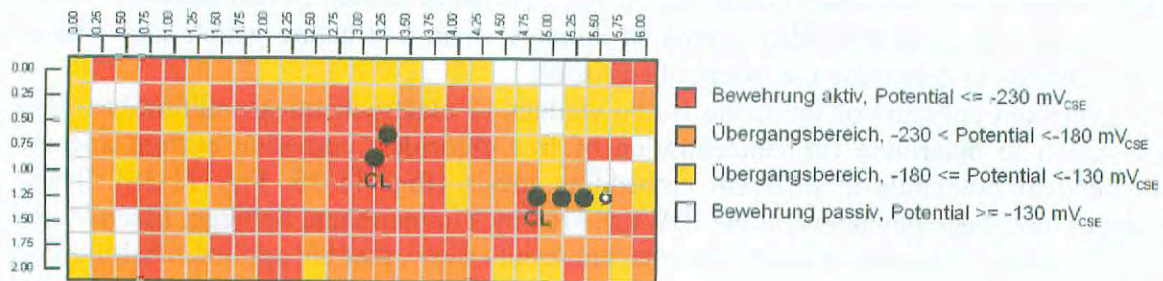 0.00 0.25 0.50 0.75 1.00 1.25 1.50 1.75 2.00 2.25 2.50 2.75 3.00 3.25 3.50 3.75 4.00 4.25 4.50 4.75 5.00 5.25 5.50 5.75 6.00
0.00
0.25
0.50
0.75
1.00
1.25
1.50
1.75
2.00
CL
CL
Bewehrung aktiv, Potential <= -230 mVCSE
Übergangsbereich, -230 < Potential <-180 mVCSE
Übergangsbereich, -180 <= Potential <-130 mVCSE
Bewehrung passiv, Potential >= -130 mVCSE